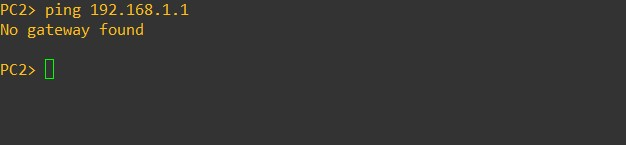 PC2> ping 192.168.1.1
No gateway found
PC2>